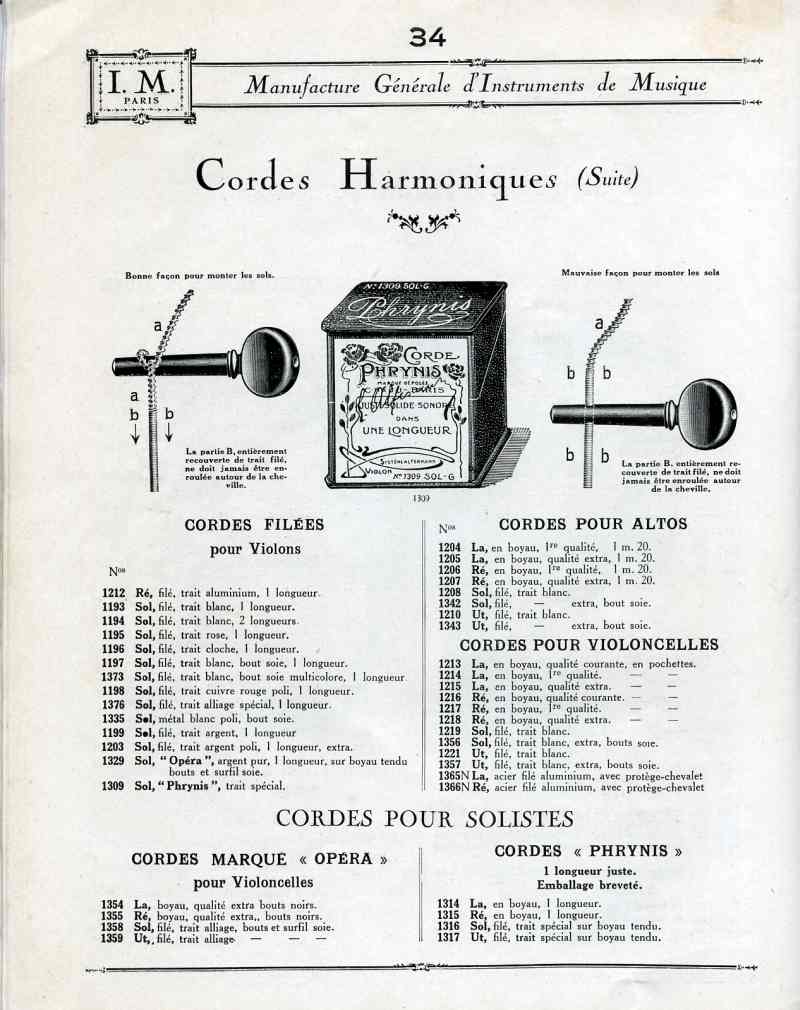 34
I. M.
PARIS
Manufacture Générale d'Instruments de Musique
Cordes Harmoniques (Suite)
Bonne façon pour monter les sols.
a
a
b b
La partie B, entièrement
recouverte de trait filé,
ne doit jamais être en-
roulée autour de la che-
ville.
N° 1309 SOL-G
Phrynis
CORDE
PHRYNIS
MARQUE DÉPOSÉE
JUSTE SOLIDE SONORE
DANS
UNE LONGUEUR
VIOLON N° 1309 SOL-G
1309
Mauvaise façon pour monter les sols
a
b b
b b
La partie B, entièrement re-
couverte de trait filé, ne doit
jamais être enroulée autour
de la cheville.
CORDES FILÉES
pour Violons
Nos
1212 Ré, filé, trait aluminium, 1 longueur.
1193 Sol, filé, trait blanc, 1 longueur.
1194 Sol, filé, trait blanc, 2 longueurs.
1195 Sol, filé, trait rose, 1 longueur.
1196 Sol, filé, trait cloche, 1 longueur.
1197 Sol, filé, trait blanc, bout soie, 1 longueur.
1373 Sol, filé, trait blanc, bout soie multicolore, 1 longueur.
1198 Sol, filé, trait cuivre rouge poli, 1 longueur.
1376 Sol, filé, trait alliage spécial, 1 longueur.
1335 Sol, métal blanc poli, bout soie.
1199 Sol, filé, trait argent, 1 longueur
1203 Sol, filé, trait argent poli, 1 longueur, extra.
1329 Sol, " Opéra ", argent pur, 1 longueur, sur boyau tendu
bouts et surfil soie.
1309 Sol, " Phrynis ", trait spécial.
Nos CORDES POUR ALTOS
1204 La, en boyau, 1re qualité, 1 m. 20.
1205 La, en boyau, qualité extra, 1 m. 20.
1206 Ré, en boyau, 1re qualité, 1 m. 20.
1207 Ré, en boyau, qualité extra, 1 m. 20.
1208 Sol, filé, trait blanc.
1342 Sol, filé, — extra, bout soie.
1210 Ut, filé, trait blanc.
1343 Ut, filé, — extra, bout soie.
CORDES POUR VIOLONCELLES
1213 La, en boyau, qualité courante, en pochettes.
1214 La, en boyau, 1re qualité. — —
1215 La, en boyau, qualité extra. — —
1216 Ré, en boyau, qualité courante. — —
1217 Ré, en boyau, 1re qualité. — —
1218 Ré, en boyau, qualité extra. — —
1219 Sol, filé, trait blanc.
1356 Sol, filé, trait blanc, extra, bouts soie.
1221 Ut, filé, trait blanc.
1357 Ut, filé, trait blanc, extra, bouts soie.
1365N La, acier filé aluminium, avec protège-chevalet
1366N Ré, acier filé aluminium, avec protège-chevalet
CORDES POUR SOLISTES
CORDES MARQUE « OPÉRA »
pour Violoncelles
1354 La, boyau, qualité extra bouts noirs.
1355 Ré, boyau, qualité extra,, bouts noirs.
1358 Sol, filé, trait alliage, bouts et surfil soie.
1359 Ut,, filé, trait alliage — — —
CORDES « PHRYNIS »
1 longueur juste.
Emballage breveté.
1314 La, en boyau, 1 longueur.
1315 Ré, en boyau, 1 longueur.
1316 Sol, filé, trait spécial sur boyau tendu.
1317 Ut, filé, trait spécial sur boyau tendu.